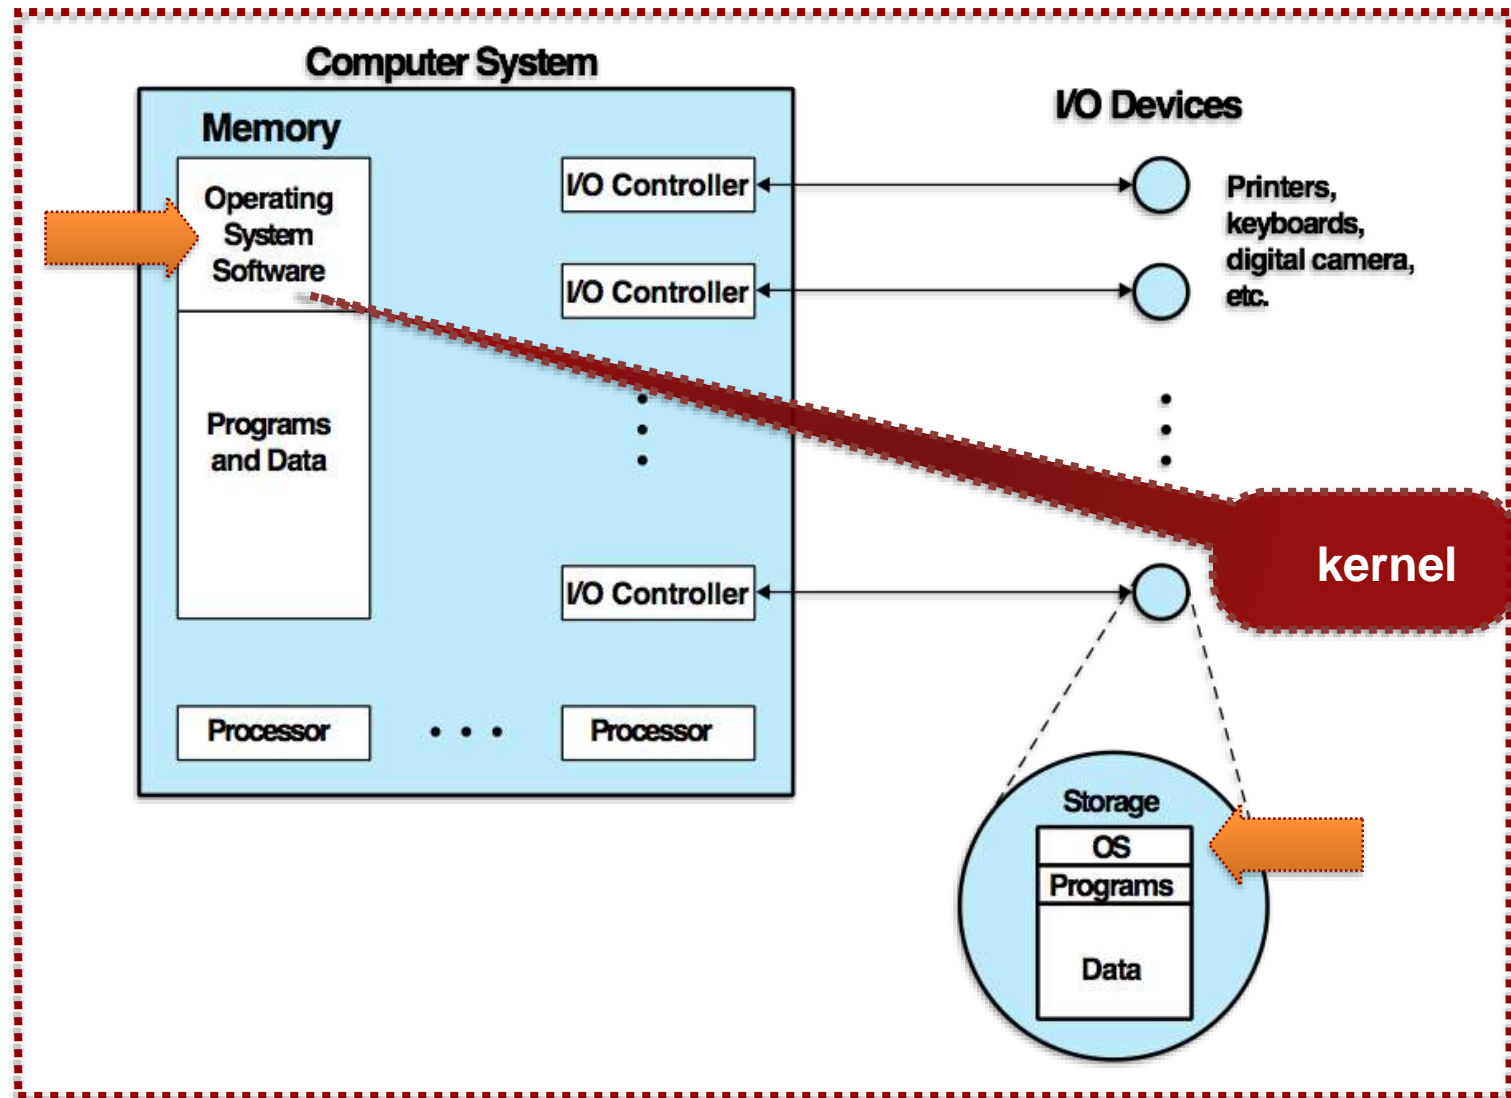 Computer System
I/O Devices
Memory
Operating
System
Software
I/O Controller
Printers,
keyboards,
digital camera,
etc.
I/O Controller
Programs
and Data
kernel
I/O Controller
Processor
Processor
Storage
OS
Programs
Data